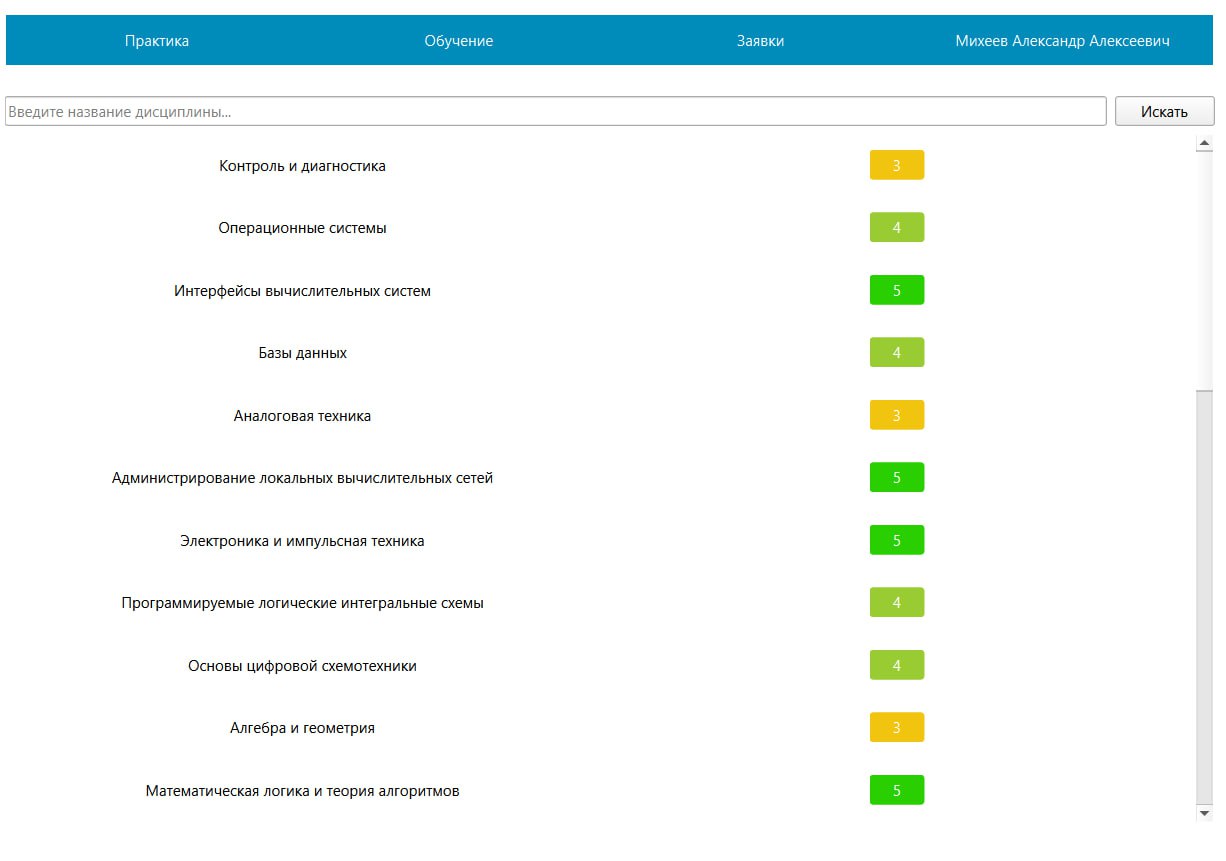 Практика Обучение Заявки Михеев Александр Алексеевич
Введите название дисциплины... Искать
Контроль и диагностика 3
Операционные системы 4
Интерфейсы вычислительных систем 5
Базы данных 4
Аналоговая техника 3
Администрирование локальных вычислительных сетей 5
Электроника и импульсная техника 5
Программируемые логические интегральные схемы 4
Основы цифровой схемотехники 4
Алгебра и геометрия 3
Математическая логика и теория алгоритмов 5